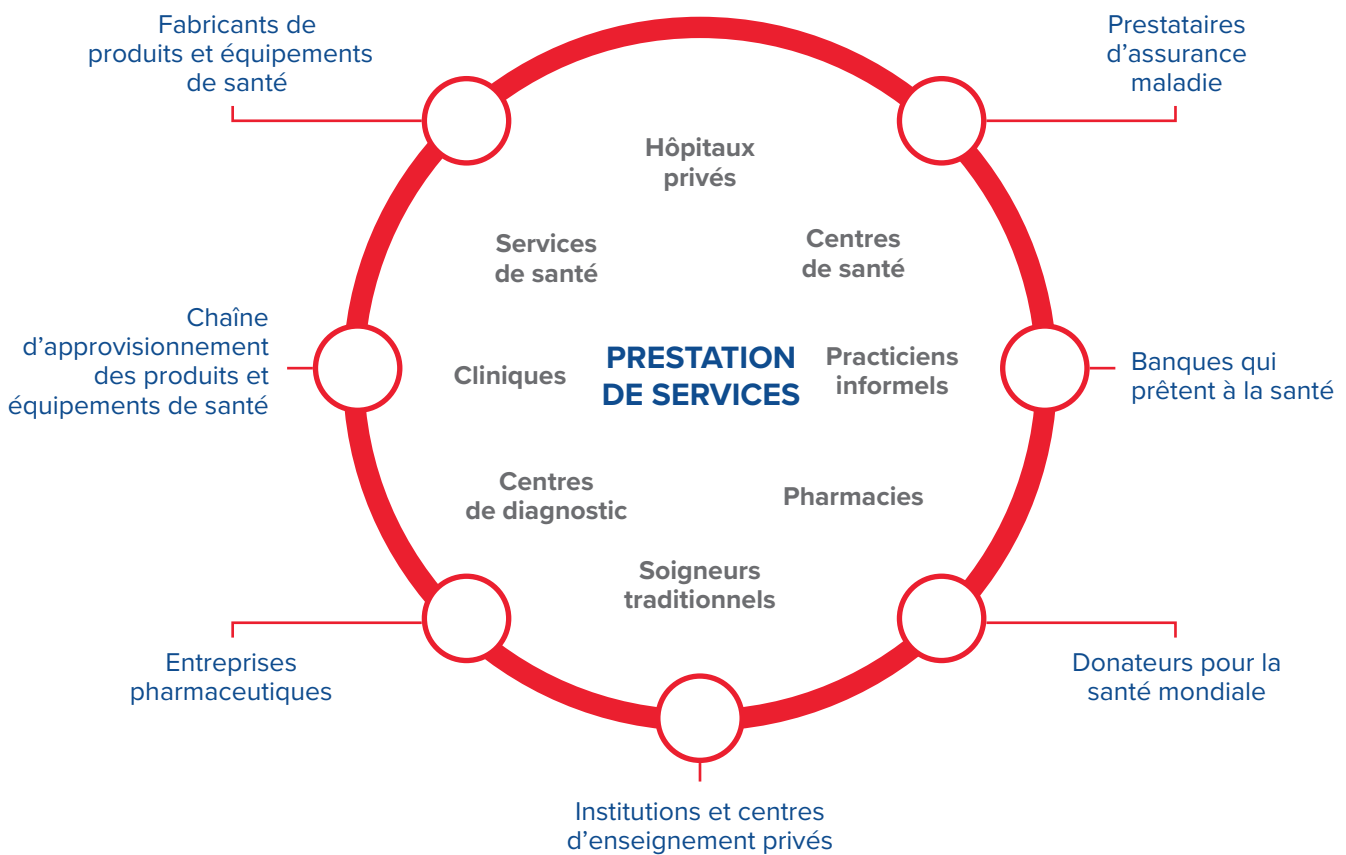 Fabricants de
produits et équipements
de santé
Prestataires
d’assurance
maladie
Hôpitaux
privés
Services
de santé
Centres
de santé
Chaîne
d’approvisionnement
des produits et
équipements de santé
Cliniques
PRESTATION
DE SERVICES
Practiciens
informels
Banques qui
prêtent à la santé
Centres
de diagnostic
Pharmacies
Soigneurs
traditionnels
Entreprises
pharmaceutiques
Donateurs pour la
santé mondiale
Institutions et centres
d’enseignement privés